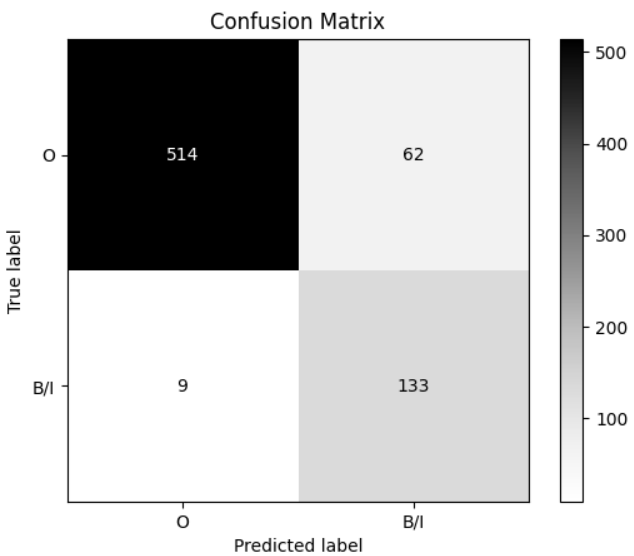 Confusion Matrix
500
400
300
200
100
True label
O
514
62
B/I
9
133
O
B/I
Predicted label